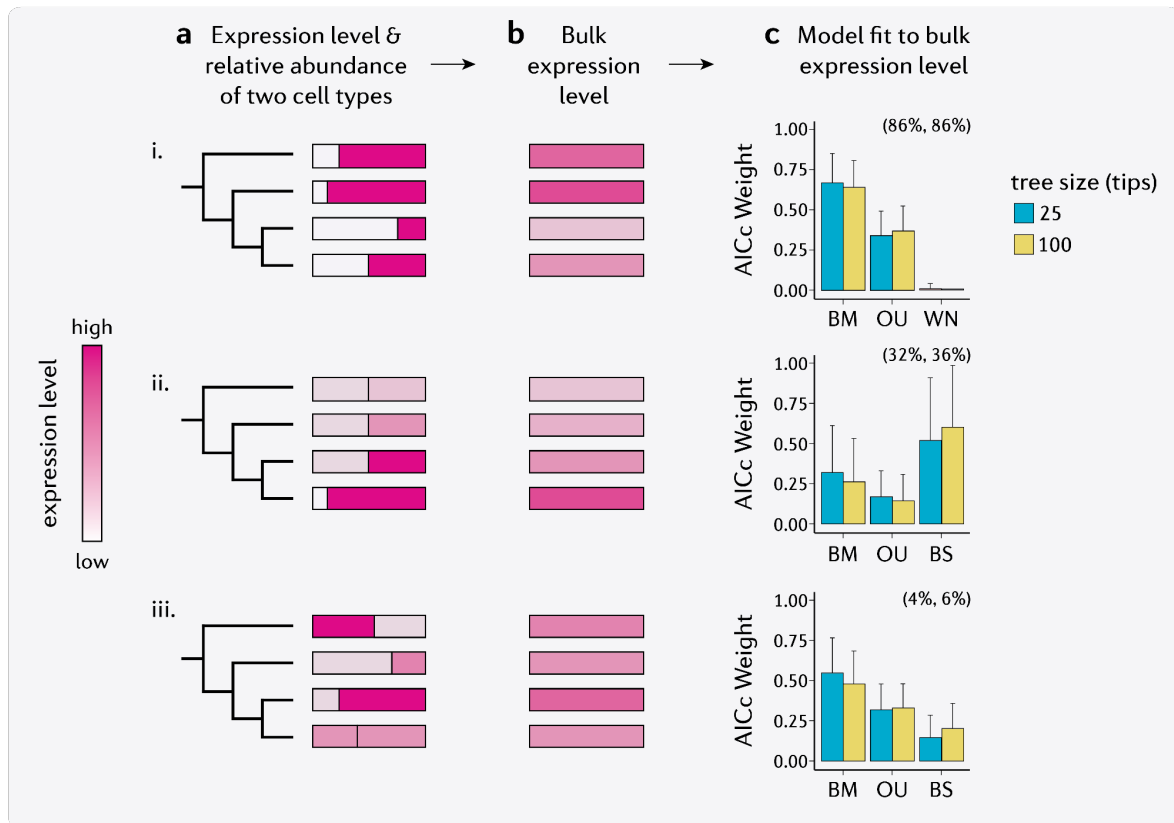 a Expression level &
relative abundance
of two cell types
b Bulk
expression
level
c Model fit to bulk
expression level
i.
(86%, 86%)
AICc Weight
1.00
0.75
0.50
0.25
0.00
BM OU WN
tree size (tips)
25
100
high
expression level
low
ii.
(32%, 36%)
AICc Weight
1.00
0.75
0.50
0.25
0.00
BM OU BS
iii.
(4%, 6%)
AICc Weight
1.00
0.75
0.50
0.25
0.00
BM OU BS